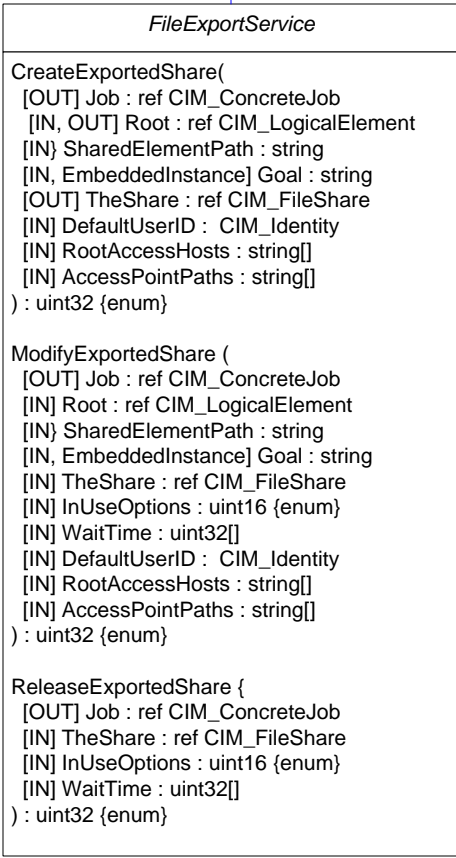 FileExportService
CreateExportedShare(
[OUT] Job : ref CIM_ConcreteJob
[IN, OUT] Root : ref CIM_LogicalElement
[IN} SharedElementPath : string
[IN, EmbeddedInstance] Goal : string
[OUT] TheShare : ref CIM_FileShare
[IN] DefaultUserID :  CIM_Identity
[IN] RootAccessHosts : string[]
[IN] AccessPointPaths : string[]
) : uint32 {enum}
ModifyExportedShare (
[OUT] Job : ref CIM_ConcreteJob
[IN] Root : ref CIM_LogicalElement
[IN} SharedElementPath : string
[IN, EmbeddedInstance] Goal : string
[IN] TheShare : ref CIM_FileShare
[IN] InUseOptions : uint16 {enum}
[IN] WaitTime : uint32[]
[IN] DefaultUserID :  CIM_Identity
[IN] RootAccessHosts : string[]
[IN] AccessPointPaths : string[]
) : uint32 {enum}
ReleaseExportedShare {
[OUT] Job : ref CIM_ConcreteJob
[IN] TheShare : ref CIM_FileShare
[IN] InUseOptions : uint16 {enum}
[IN] WaitTime : uint32[]
) : uint32 {enum}